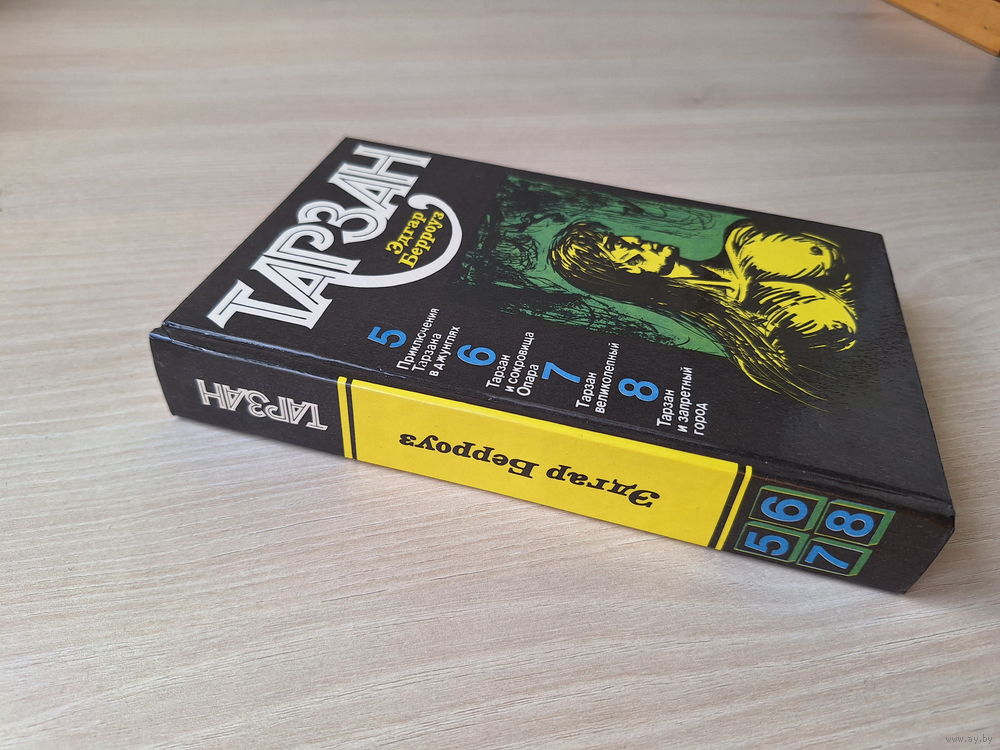 ТАРЗАН
Эдгар
Берроуз
5
Приключения
Тарзана
в джунглях
6
Тарзан
и сокровища
Опара
7
Тарзан
великолепный
8
Тарзан
и запретный
город
ТАРЗАН
Эдгар Берроуз
5 6
7 8
www.ay.by